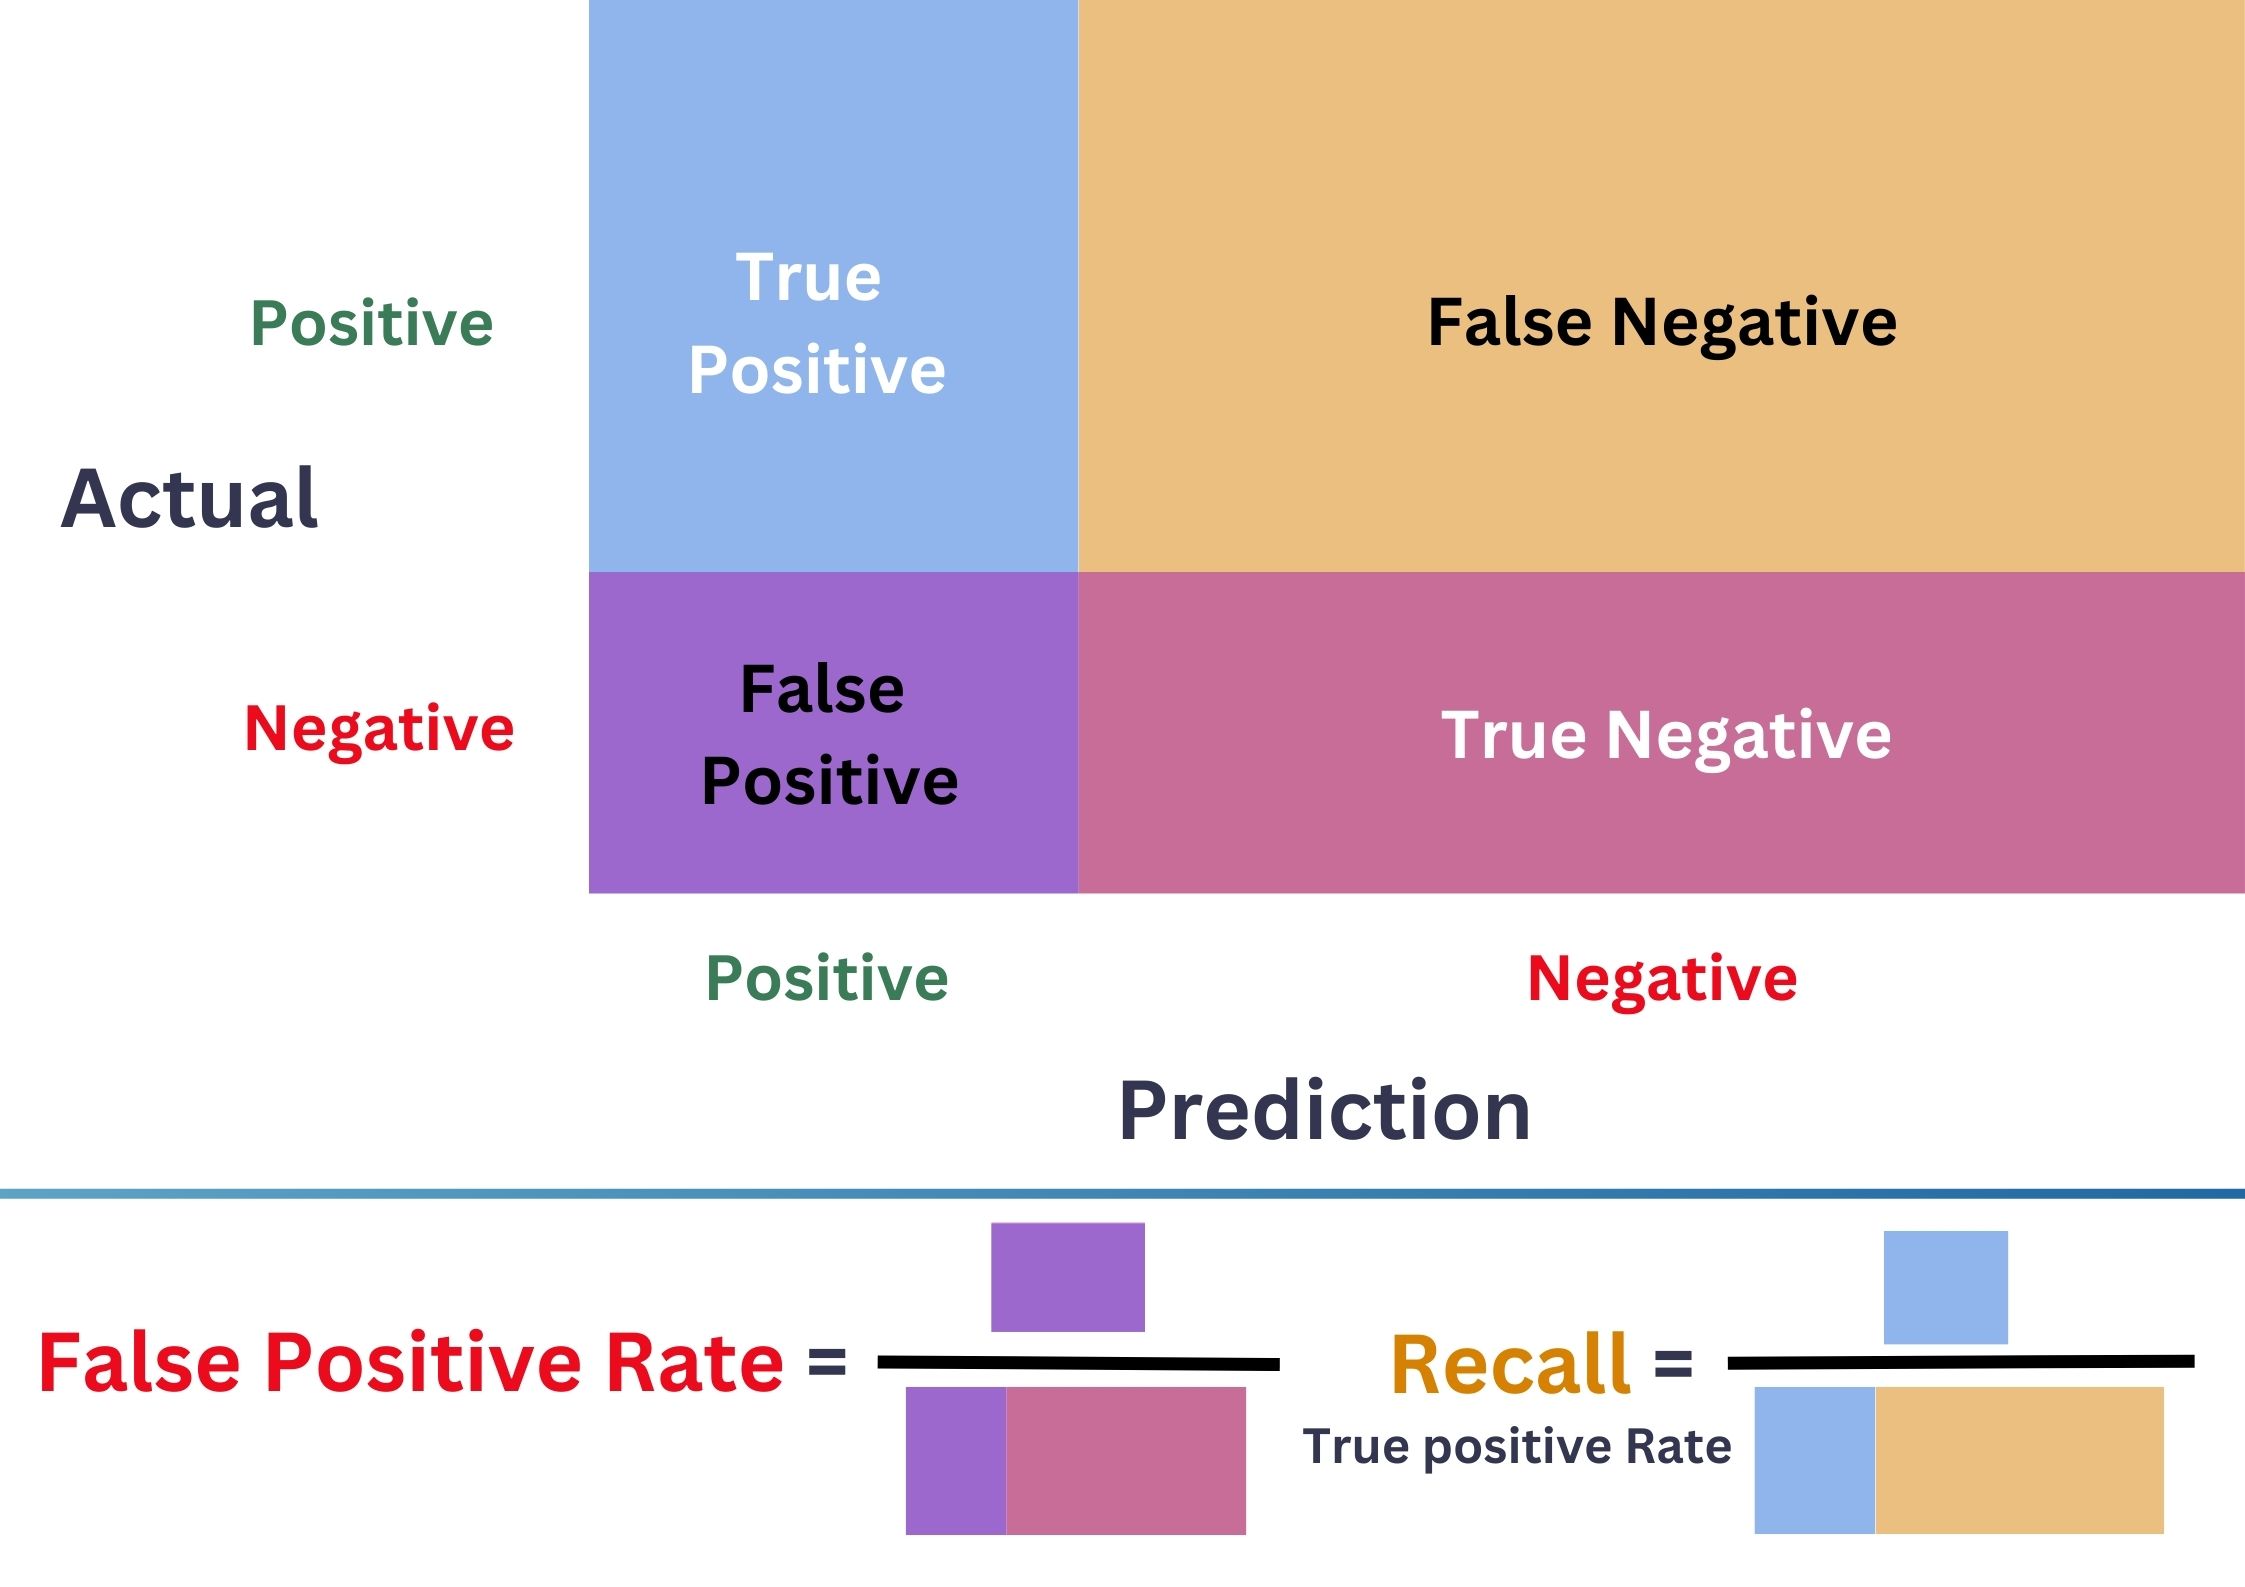 True
Positive
False Negative
Positive
Actual
False
Positive
True Negative
Negative
Positive
Negative
Prediction
False Positive Rate =
Recall =
True positive Rate